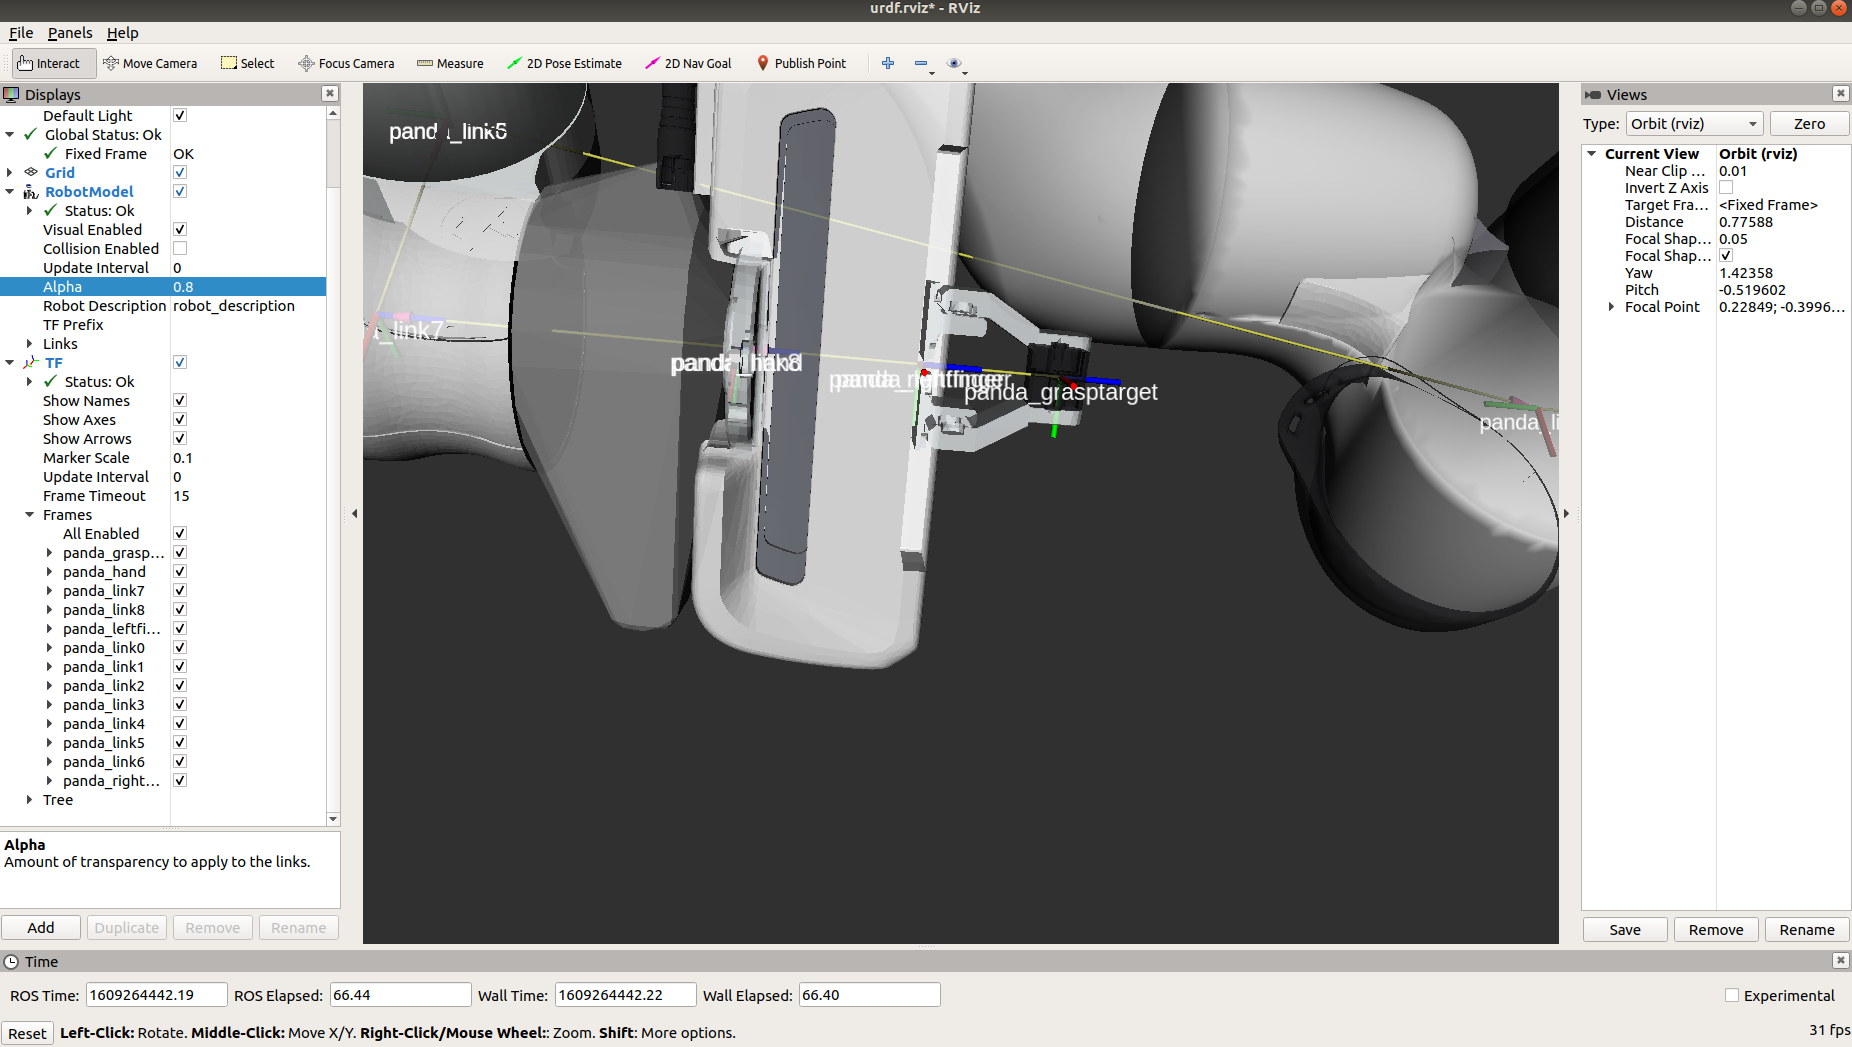 urdf.rviz* - RViz
File Panels Help
Interact Move Camera Select Focus Camera Measure 2D Pose Estimate 2D Nav Goal Publish Point
Displays
Default Light
Global Status: Ok
Fixed Frame OK
Grid
RobotModel
Status: Ok
Visual Enabled
Collision Enabled
Update Interval 0
Alpha 0.8
Robot Description robot_description
TF Prefix
Links
TF
Status: Ok
Show Names
Show Axes
Show Arrows
Marker Scale 0.1
Update Interval 0
Frame Timeout 15
Frames
All Enabled
panda_grasp...
panda_hand
panda_link7
panda_link8
panda_leftfi...
panda_link0
panda_link1
panda_link2
panda_link3
panda_link4
panda_link5
panda_link6
panda_right...
Tree
Alpha
Amount of transparency to apply to the links.
Add Duplicate Remove Rename
a_link7
panda_grasptarget
panda_li
Views
Type: Orbit (rviz) Zero
Current View Orbit (rviz)
Near Clip ... 0.01
Invert Z Axis
Target Fra... <Fixed Frame>
Distance 0.77588
Focal Shap... 0.05
Focal Shap...
Yaw 1.42358
Pitch -0.519602
Focal Point 0.22849; -0.3996...
Save Remove Rename
Time
ROS Time: 1609264442.19 ROS Elapsed: 66.44 Wall Time: 1609264442.22 Wall Elapsed: 66.40 Experimental
Reset Left-Click: Rotate. Middle-Click: Move X/Y. Right-Click/Mouse Wheel:: Zoom. Shift: More options. 31 fps